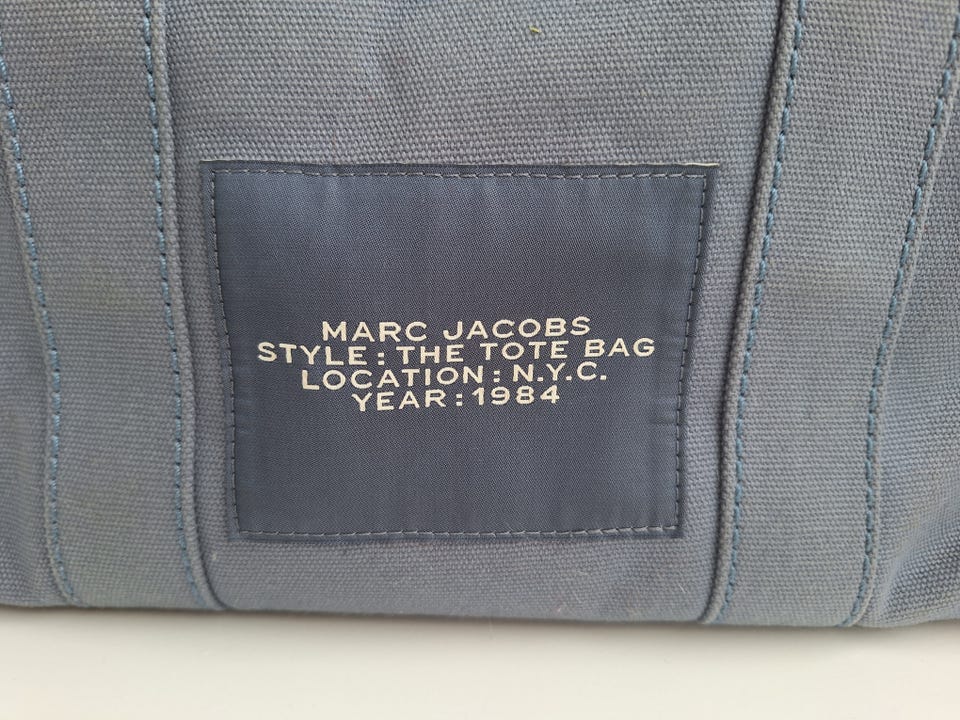 MARC JACOBS
STYLE : THE TOTE BAG
LOCATION : N.Y.C.
YEAR : 1984